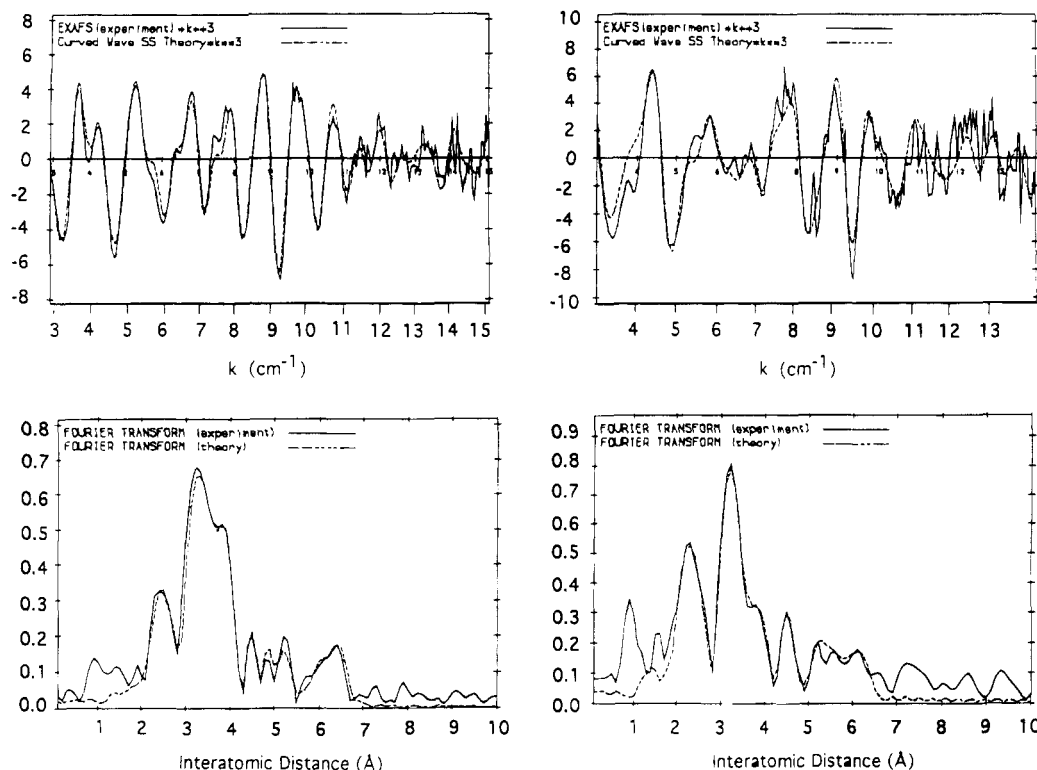 EXAFS(experiment)*k**3
Curved Wave SS Theory*k**3
8
6
4
2
0
-2
-4
-6
-8
3 4 5 6 7 8 9 10 11 12 13 14 15
k (cm-1)
EXAFS(experiment)*k**3
Curved Wave SS Theory*k**3
10
8
6
4
2
0
-2
-4
-6
-8
-10
4 5 6 7 8 9 10 11 12 13
k (cm-1)
FOURIER TRANSFORM (experiment)
FOURIER TRANSFORM (theory)
0.8
0.7
0.6
0.5
0.4
0.3
0.2
0.1
0.0
1 2 3 4 5 6 7 8 9 10
Interatomic Distance (Å)
FOURIER TRANSFORM (experiment)
FOURIER TRANSFORM (theory)
0.9
0.8
0.7
0.6
0.5
0.4
0.3
0.2
0.1
0.0
1 2 3 4 5 6 7 8 9 10
Interatomic Distance (Å)